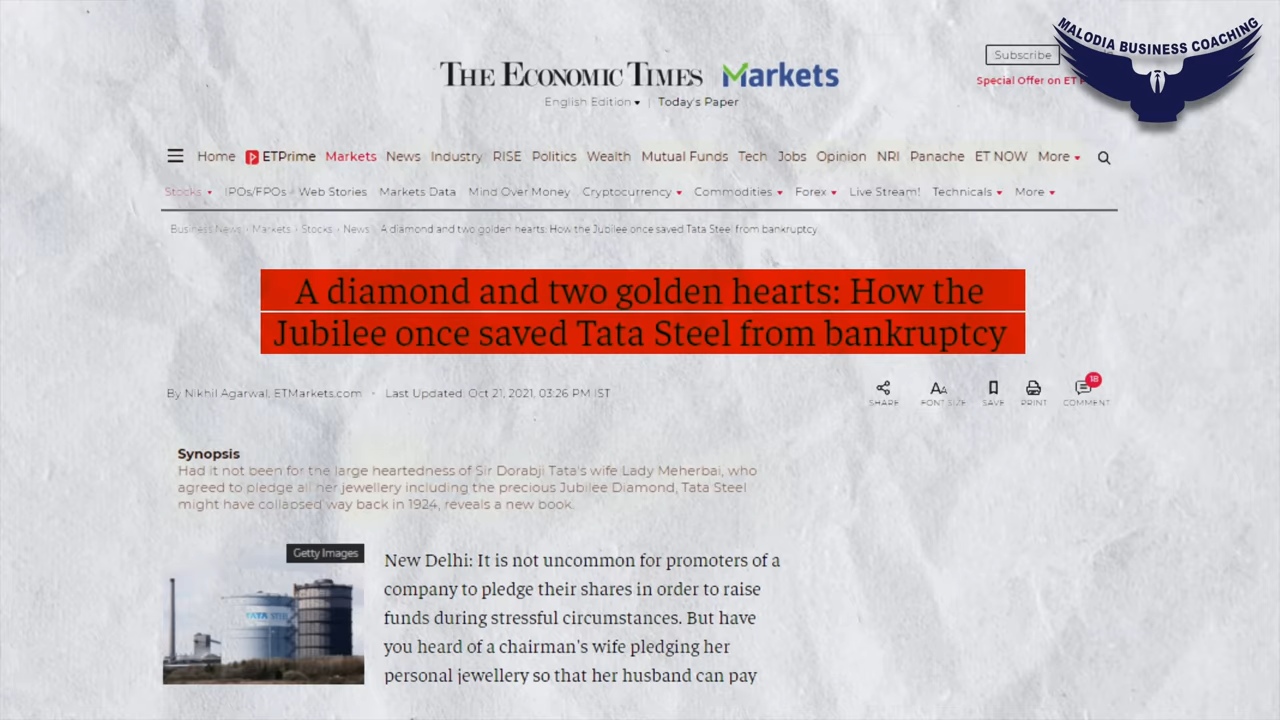 MALODIA BUSINESS COACHING
THE ECONOMIC TIMES Markets
Subscribe
Special Offer on ET
English Edition | Today's Paper
Home ETPrime Markets News Industry RISE Politics Wealth Mutual Funds Tech Jobs Opinion NRI Panache ET NOW More
Stocks IPOs/FPOs Web Stories Markets Data Mind Over Money Cryptocurrency Commodities Forex Live Stream! Technicals More
Business News › Markets › Stocks › News › A diamond and two golden hearts: How the Jubilee once saved Tata Steel from bankruptcy
A diamond and two golden hearts: How the
Jubilee once saved Tata Steel from bankruptcy
By Nikhil Agarwal, ETMarkets.com • Last Updated: Oct 21, 2021, 03:26 PM IST
18
SHARE FONT SIZE SAVE PRINT COMMENT
Synopsis
Had it not been for the large heartedness of Sir Dorabji Tata's wife Lady Meherbai, who
agreed to pledge all her jewellery including the precious Jubilee Diamond, Tata Steel
might have collapsed way back in 1924, reveals a new book.
Getty Images
TATA STEEL
New Delhi: It is not uncommon for promoters of a
company to pledge their shares in order to raise
funds during stressful circumstances. But have
you heard of a chairman's wife pledging her
personal jewellery so that her husband can pay